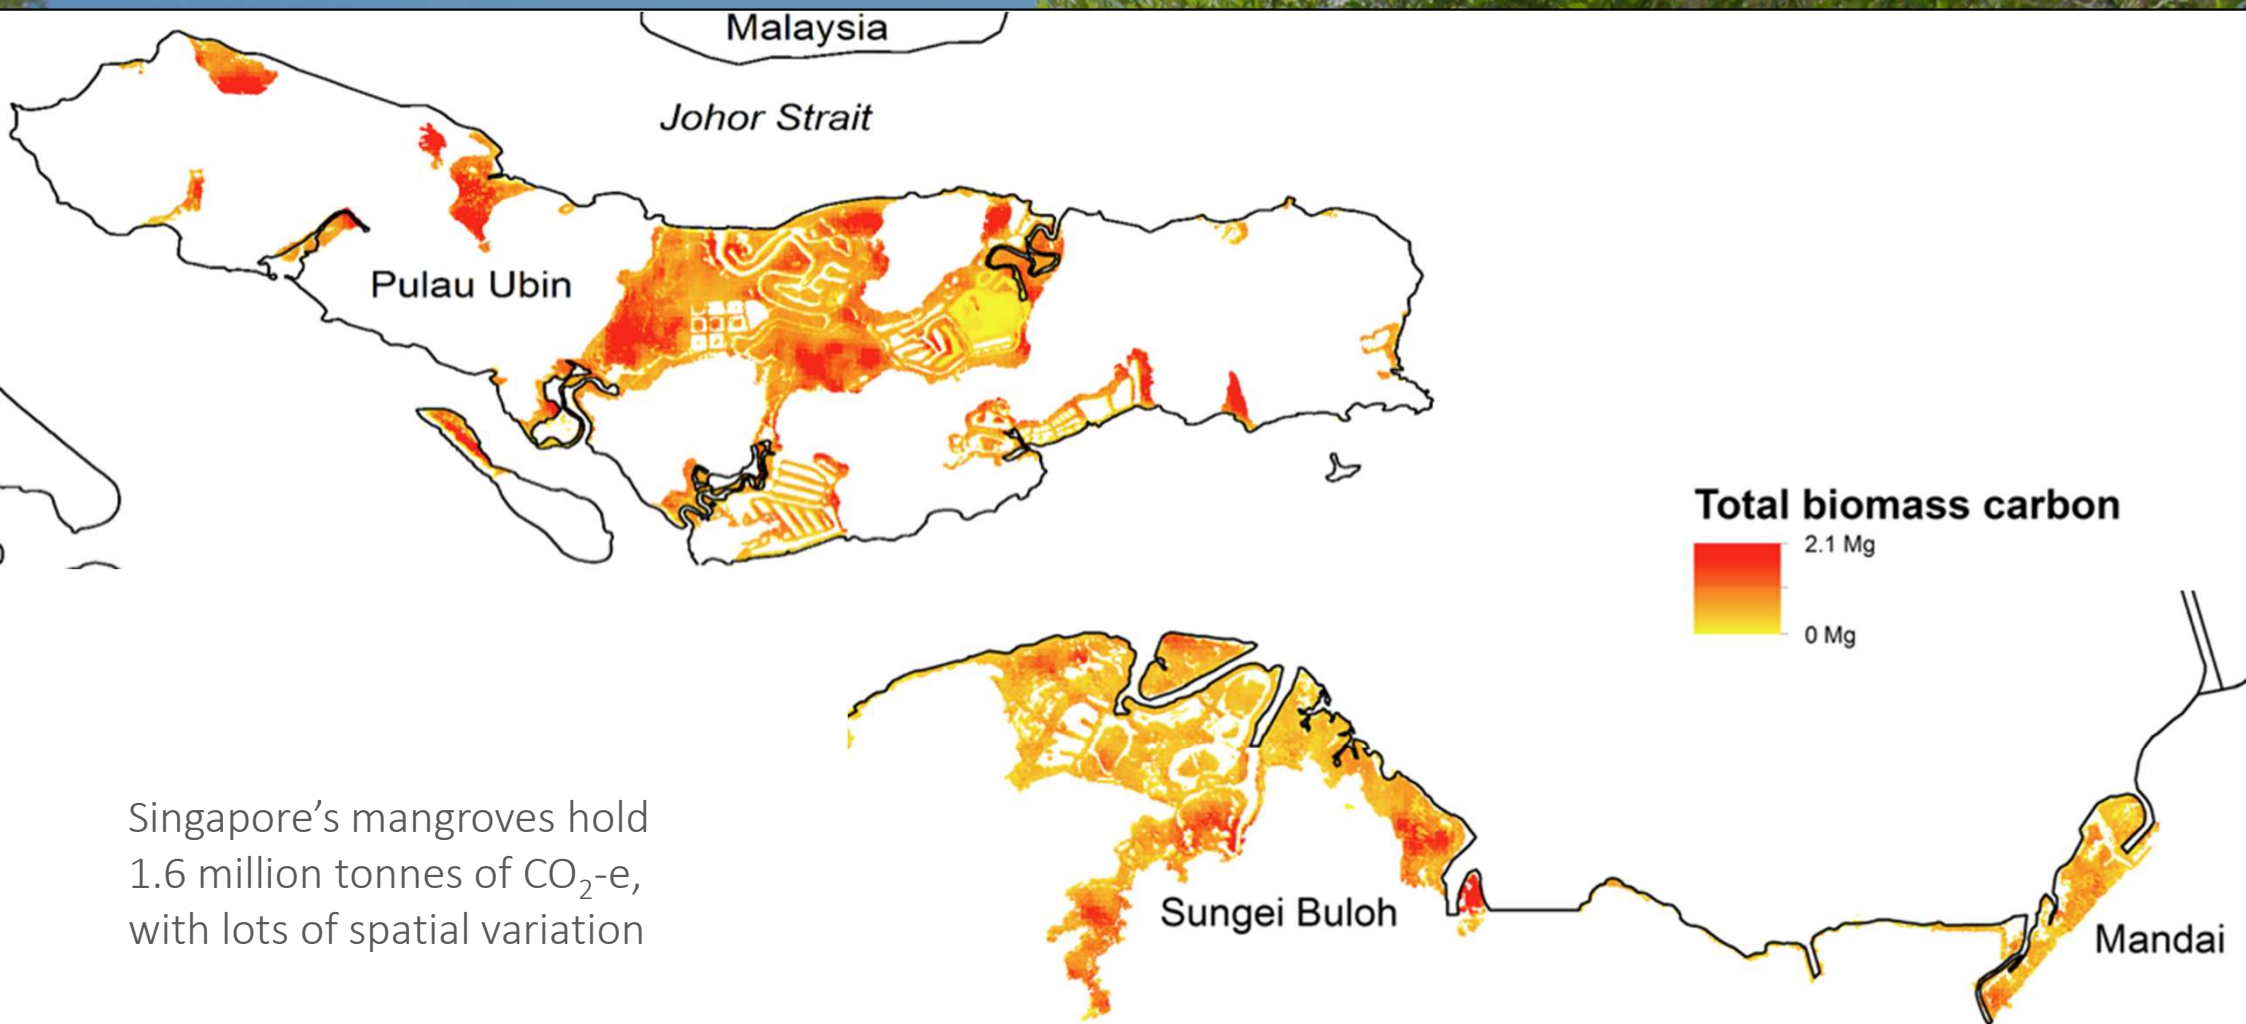 Malaysia
Johor Strait
Pulau Ubin
Total biomass carbon
2.1 Mg
0 Mg
Singapore’s mangroves hold
1.6 million tonnes of CO₂-e,
with lots of spatial variation
Sungei Buloh
Mandai